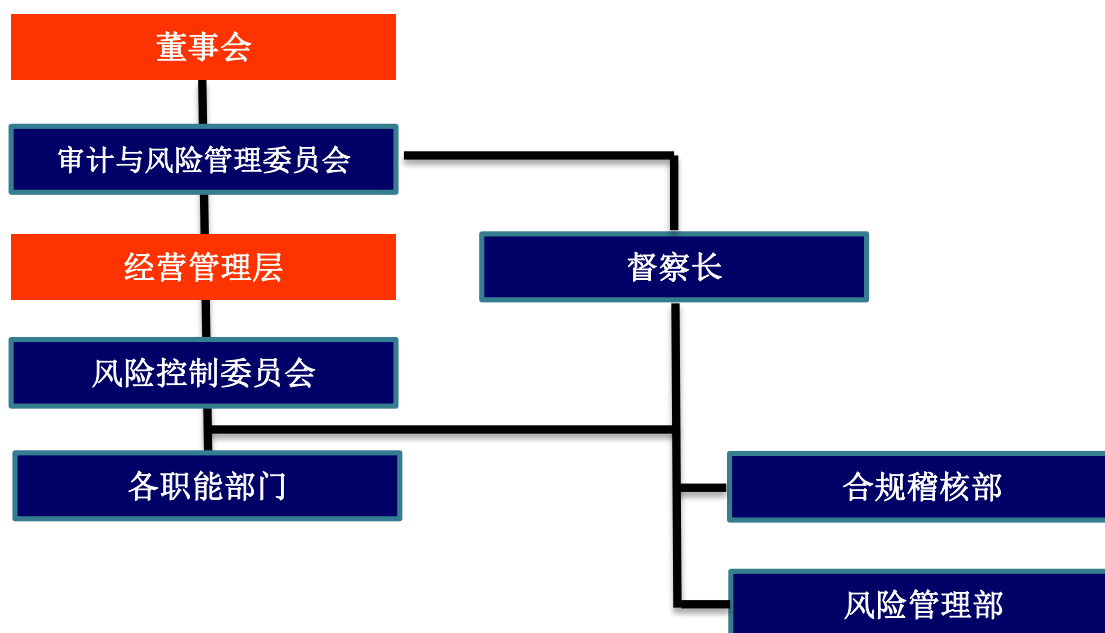 董事会
审计与风险管理委员会
经营管理层
督察长
风险控制委员会
各职能部门
合规稽核部
风险管理部